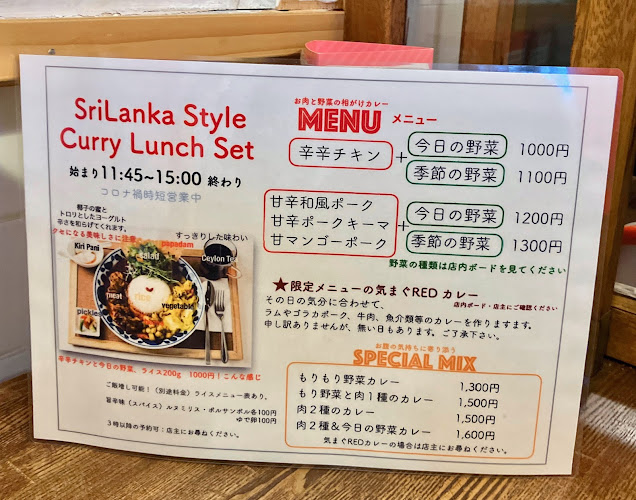 SriLanka Style
Curry Lunch Set
始まり11:45~15:00 終わり
コロナ禍時短営業中
椰子の蜜と
トロリとしたヨーグルト
辛さを和らげてくれます。
クセになる美味しさに注意。
すっきりした味わい
Kiri Pani
salad
papadam
Ceylon Tea
rice
meat
vegetable
pickles
辛辛チキンと今日の野菜、ライス200g 1000円|こんな感じ
ご飯増し可能!(別途料金)ライスメニュー表あり。
旨辛味(スパイス)ルヌミリス・ポルサンボル各100円
ゆで卵100円
3時以降の予約可:店主にお尋ねください。
お肉と野菜の相がけカレー
MENU メニュー
辛辛チキン + 今日の野菜 1000円
季節の野菜 1100円
甘辛和風ポーク
甘辛ポークキーマ
甘マンゴーポーク
+ 今日の野菜 1200円
季節の野菜 1300円
野菜の種類は店内ボードを見てください
★限定メニューの気まぐRED カレー
その日の気分に合わせて、 店内ボード・店主にご確認ください
ラムやゴラカポーク、牛肉、魚介類等のカレーを作りますます。
申し訳ありませんが、無い日もあります。ご了承下さい。
お腹の気持ちに寄り添う
SPECIAL MIX
もりもり野菜カレー 1,300円
もり野菜と肉1種のカレー 1,500円
肉2種のカレー 1,500円
肉2種&今日の野菜カレー 1,600円
気まぐREDカレーの場合は店主にお尋ねください。